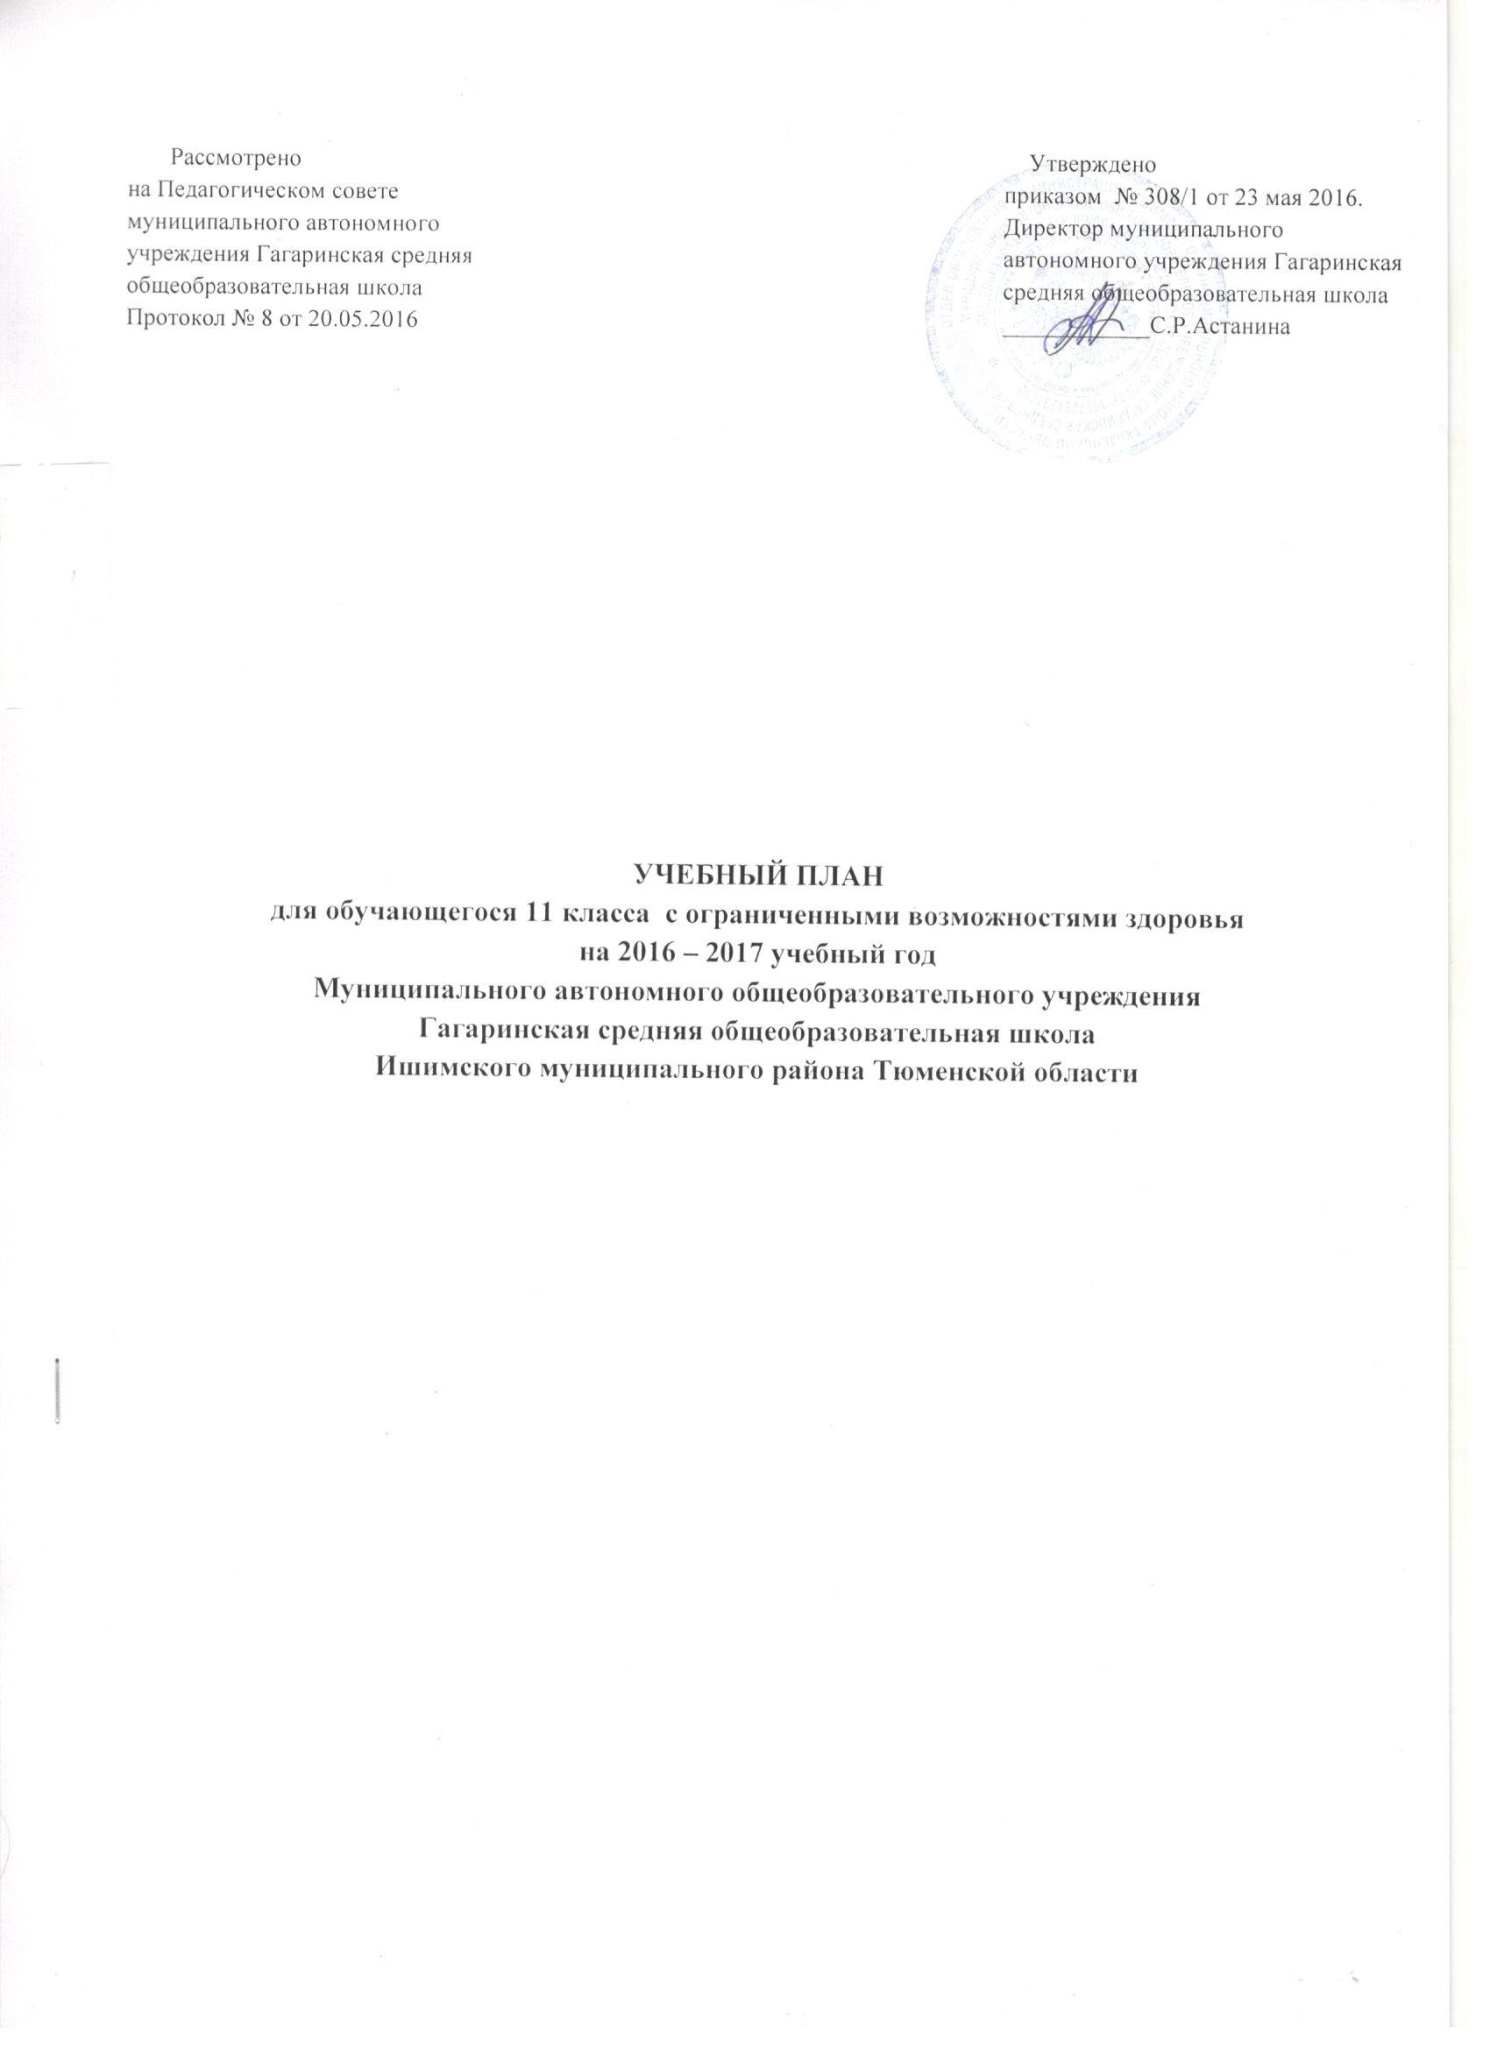 Рассмотрено
на Педагогическом совете
муниципального автономного
учреждения Гагаринская средняя
общеобразовательная школа
Протокол № 8 от 20.05.2016
Утверждено
приказом № 308/1 от 23 мая 2016.
Директор муниципального
автономного учреждения Гагаринская
средняя общеобразовательная школа
____________С.Р.Астанина
УЧЕБНЫЙ ПЛАН
для обучающегося 11 класса с ограниченными возможностями здоровья
на 2016 – 2017 учебный год
Муниципального автономного общеобразовательного учреждения
Гагаринская средняя общеобразовательная школа
Ишимского муниципального района Тюменской области